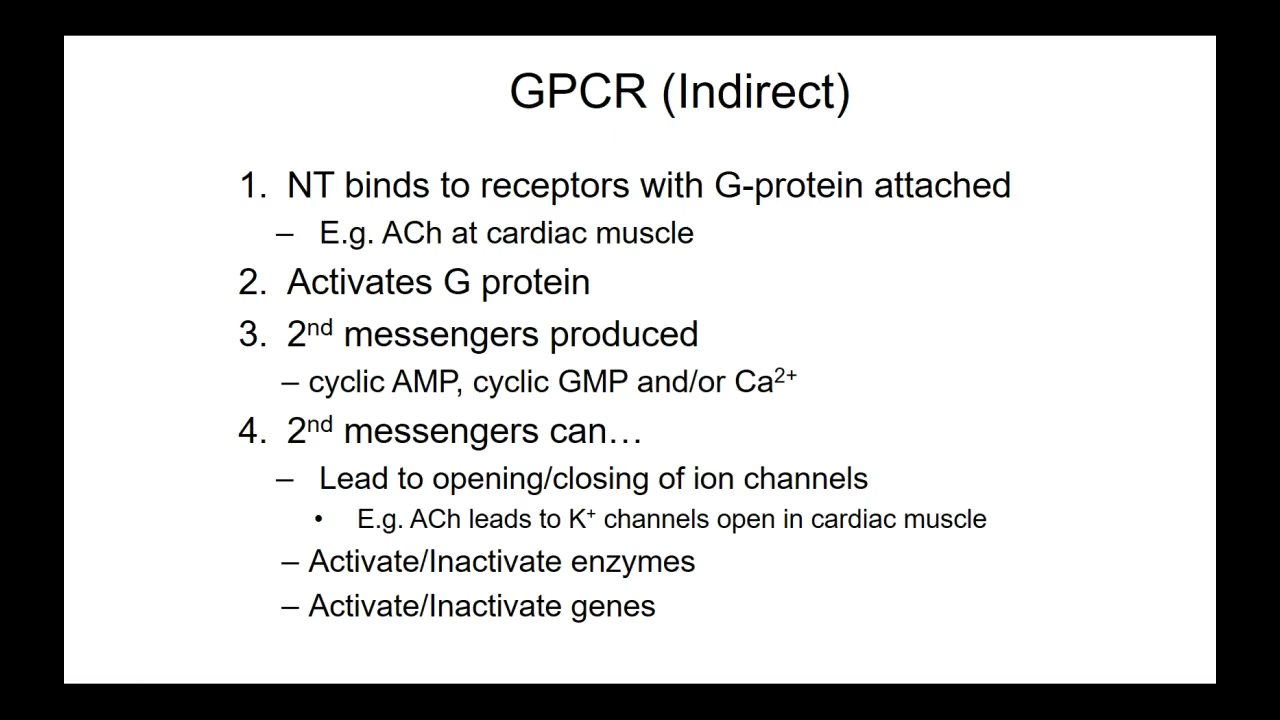 GPCR (Indirect)
1. NT binds to receptors with G-protein attached
– E.g. ACh at cardiac muscle
2. Activates G protein
3. 2nd messengers produced
– cyclic AMP, cyclic GMP and/or Ca2+
4. 2nd messengers can…
– Lead to opening/closing of ion channels
• E.g. ACh leads to K+ channels open in cardiac muscle
– Activate/Inactivate enzymes
– Activate/Inactivate genes